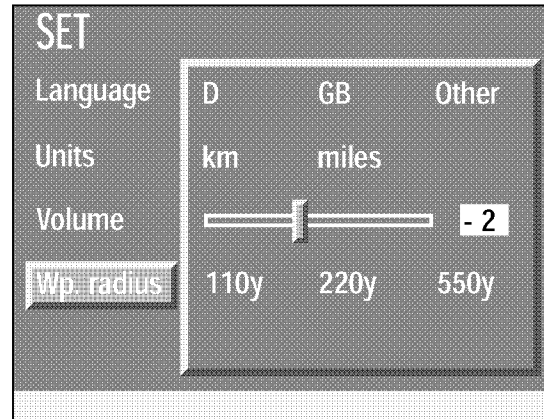 SET
Language D GB Other
Units km miles
Volume - 2
Wp. radius 110y 220y 550y